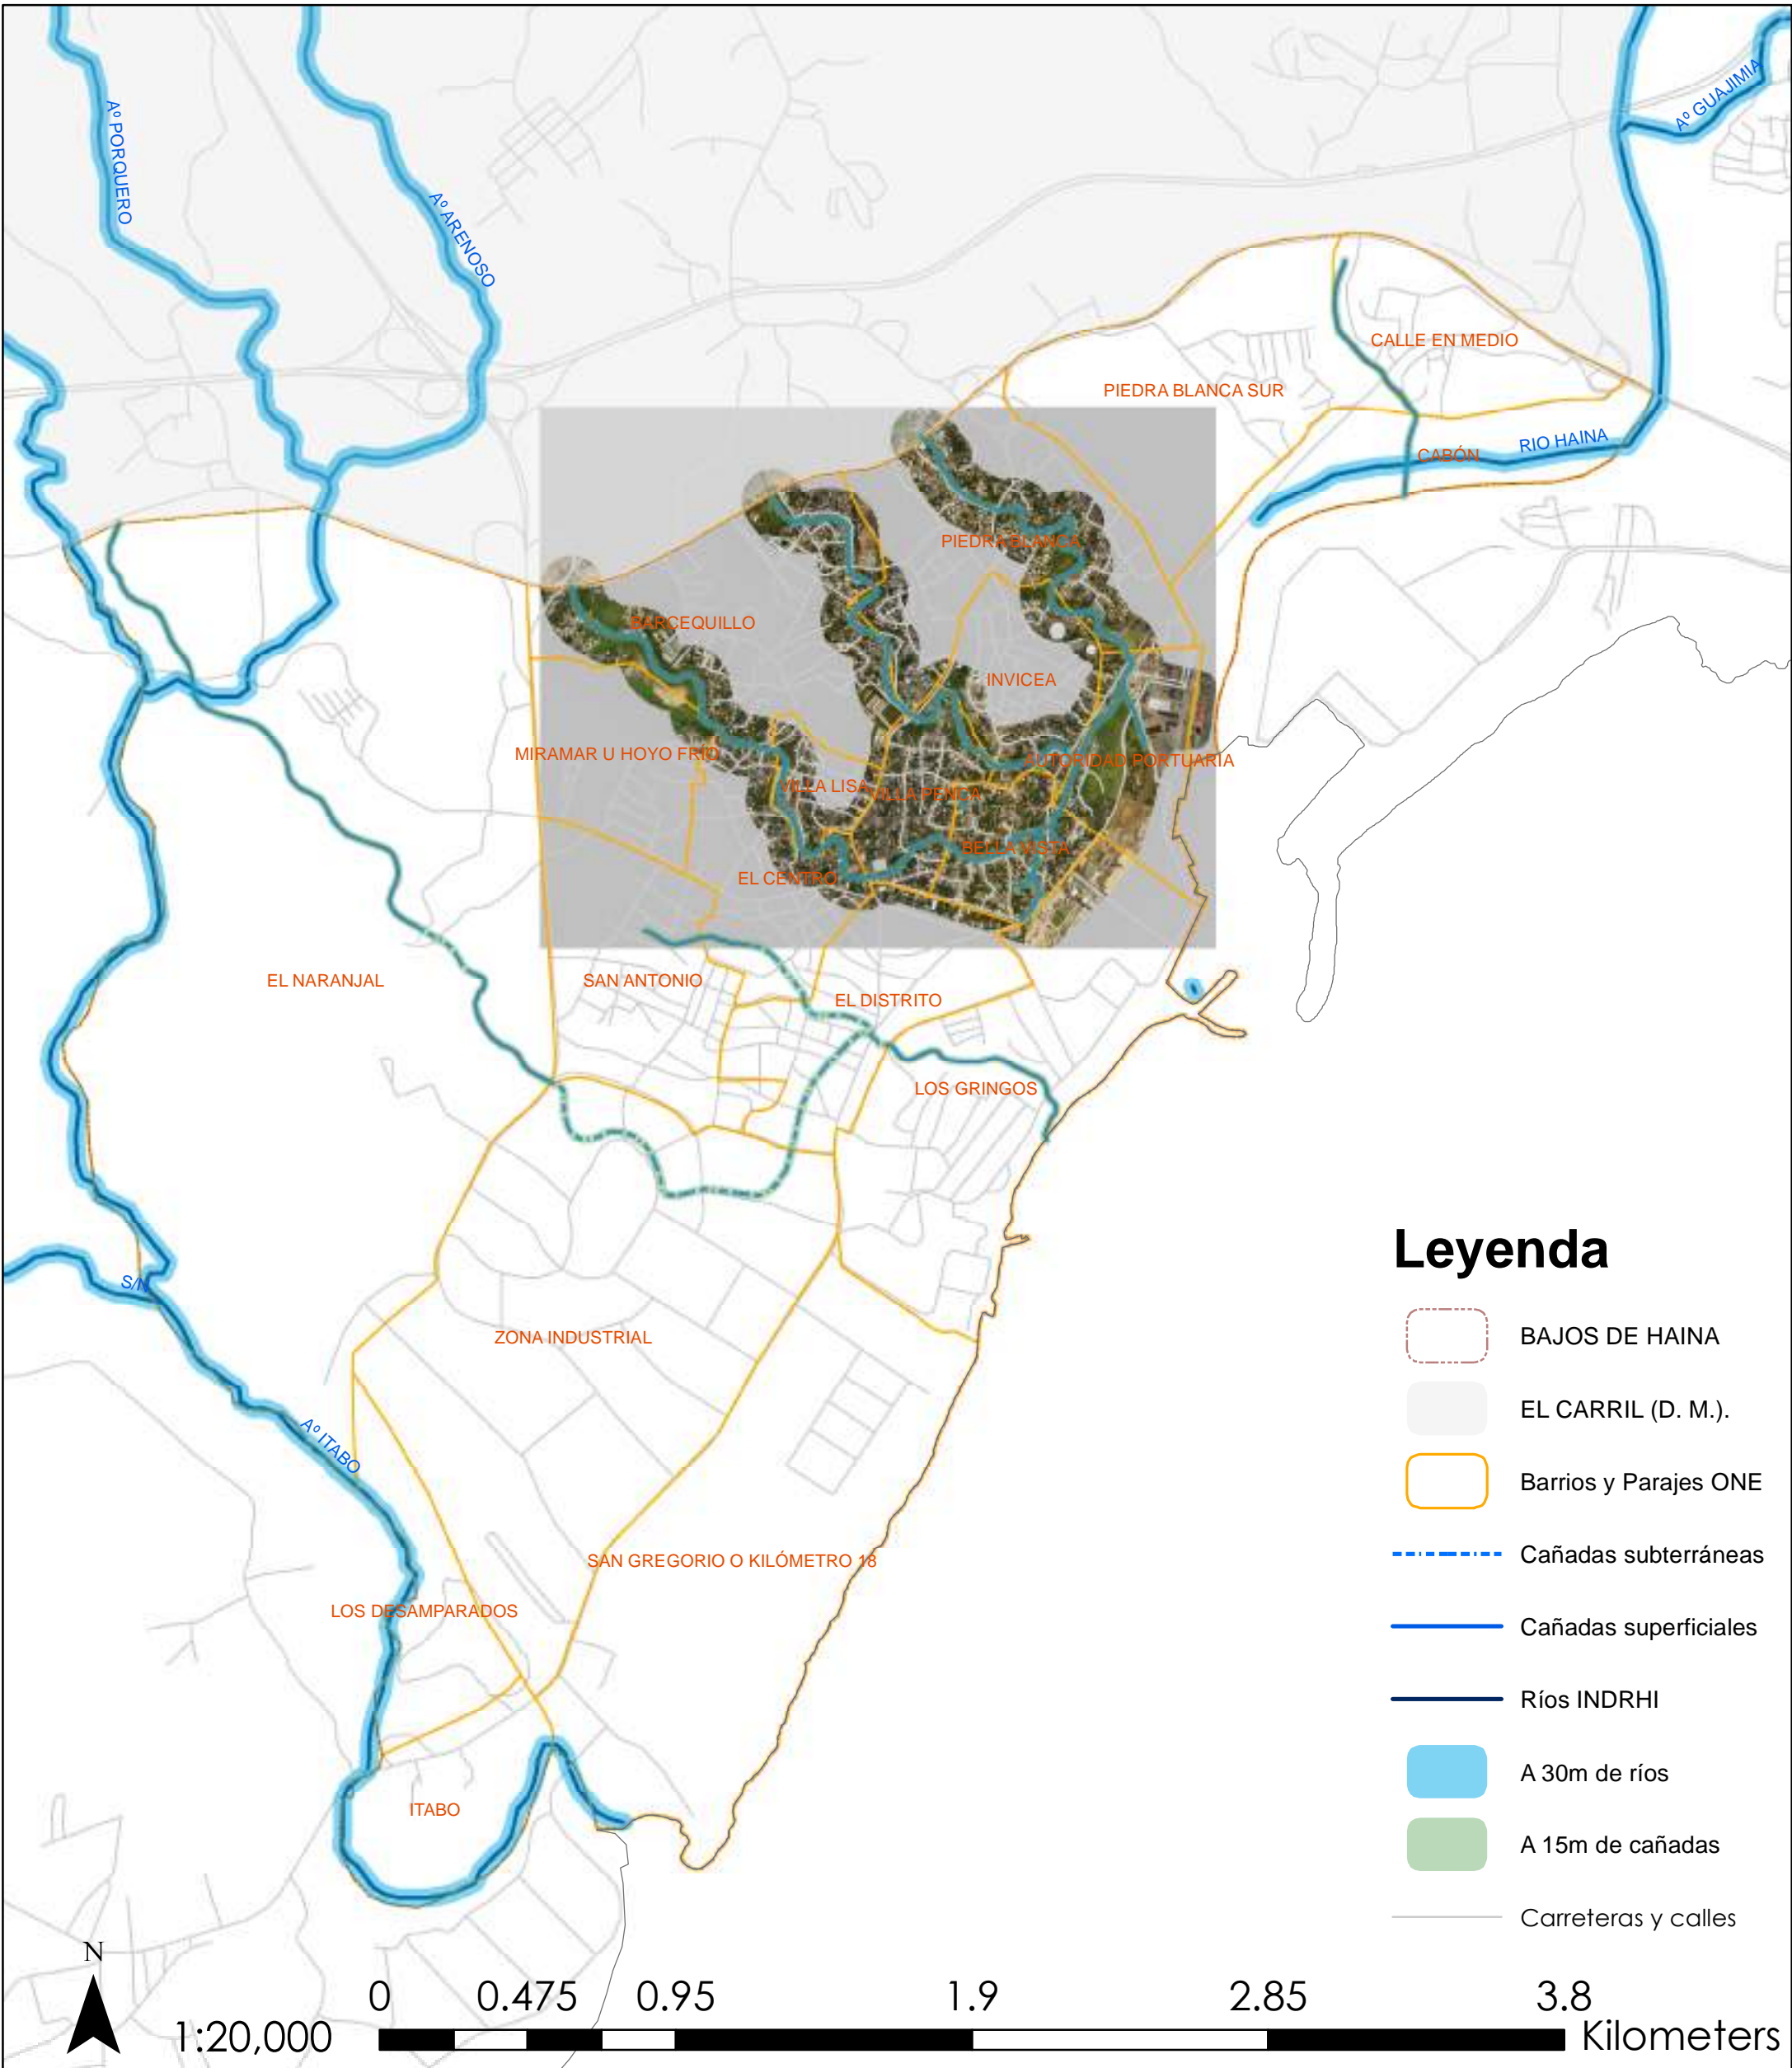 Aº GUAJIMIA
Aº PORQUERO
Aº ARENOSO
CALLE EN MEDIO
PIEDRA BLANCA SUR
RIO HAINA
CABÓN
PIEDRA BLANCA
BARCEQUILLO
INVICEA
MIRAMAR U HOYO FRÍO
AUTORIDAD PORTUARIA
VILLA LISA
VILLA PENCA
BELLA VISTA
EL CENTRO
EL NARANJAL
SAN ANTONIO
EL DISTRITO
LOS GRINGOS
S/N
ZONA INDUSTRIAL
Aº ITABO
SAN GREGORIO O KILÓMETRO 18
LOS DESAMPARADOS
ITABO
Leyenda
BAJOS DE HAINA
EL CARRIL (D. M.).
Barrios y Parajes ONE
Cañadas subterráneas
Cañadas superficiales
Ríos INDRHI
A 30m de ríos
A 15m de cañadas
Carreteras y calles
N
0 0.475 0.95 1.9 2.85 3.8
1:20,000 Kilometers